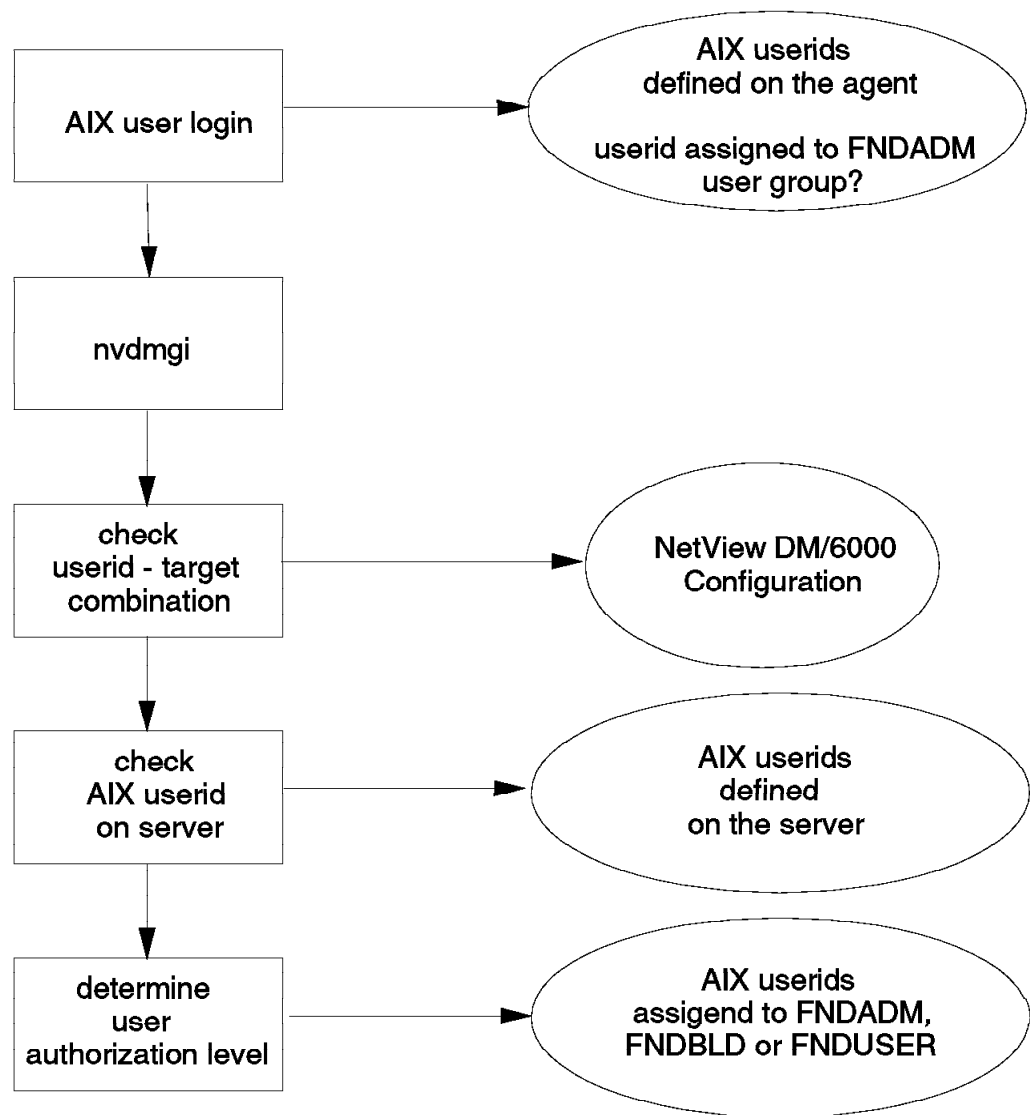 AIX user login
AIX userids
defined on the agent
userid assigned to FNDADM
user group?
nvdmgi
check
userid - target
combination
NetView DM/6000
Configuration
check
AIX userid
on server
AIX userids
defined
on the server
determine
user
authorization level
AIX userids
assigend to FNDADM,
FNDBLD or FNDUSER